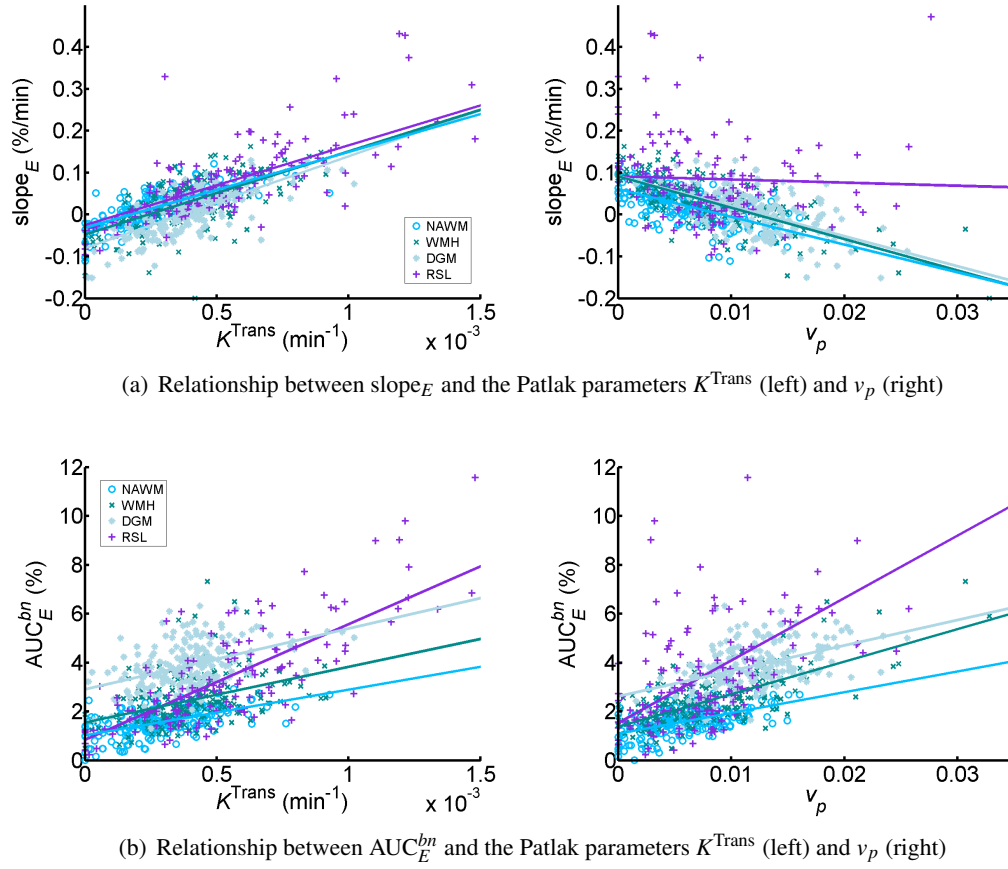 slope_E (%/min)
0.4
0.3
0.2
0.1
0
-0.1
-0.2
0
0.5
1
1.5
K^Trans (min^-1)
x 10^-3
NAWM
WMH
DGM
RSL
slope_E (%/min)
0.4
0.3
0.2
0.1
0
-0.1
-0.2
0
0.01
0.02
0.03
v_p
(a) Relationship between slope_E and the Patlak parameters K^Trans (left) and v_p (right)
AUC_E^bn (%)
12
10
8
6
4
2
0
NAWM
WMH
DGM
RSL
0
0.5
1
1.5
K^Trans (min^-1)
x 10^-3
AUC_E^bn (%)
12
10
8
6
4
2
0
0
0.01
0.02
0.03
v_p
(b) Relationship between AUC_E^bn and the Patlak parameters K^Trans (left) and v_p (right)